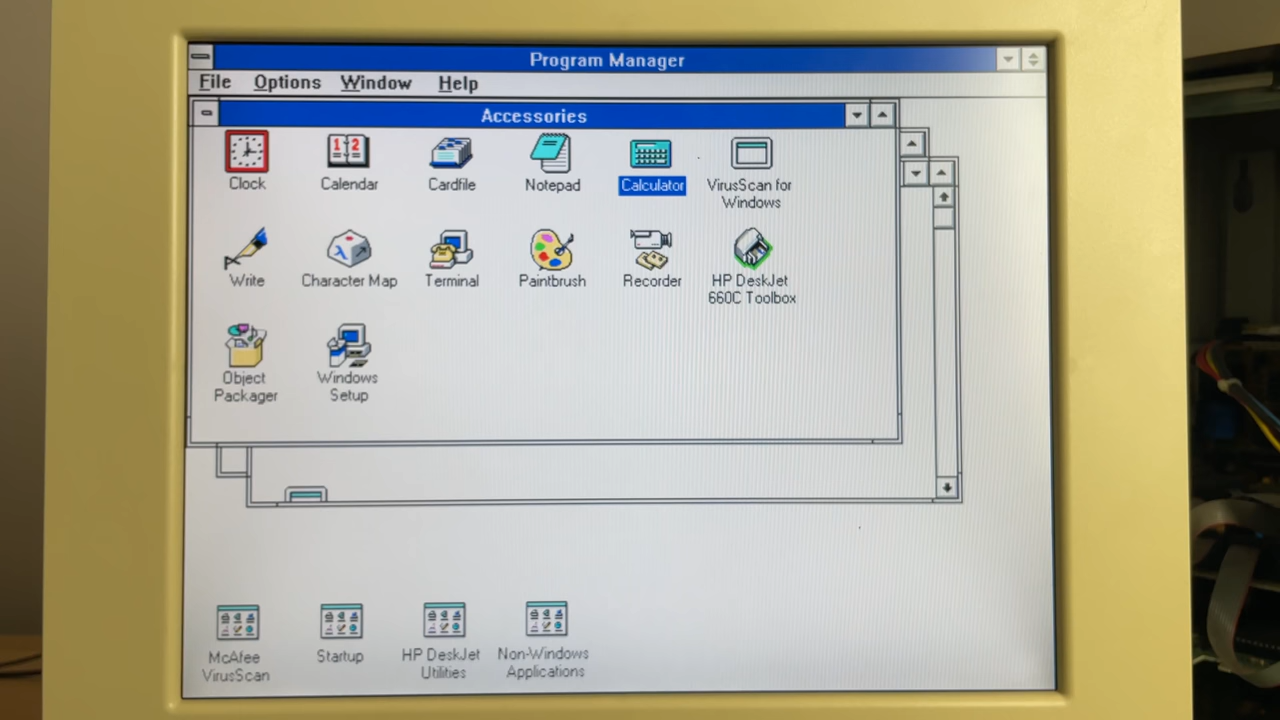 Program Manager
File Options Window Help
Accessories
Clock Calendar Cardfile Notepad Calculator VirusScan for
Windows
Write Character Map Terminal Paintbrush Recorder HP DeskJet
660C Toolbox
Object
Packager
Windows
Setup
McAfee
VirusScan
Startup
HP DeskJet
Utilities
Non-Windows
Applications